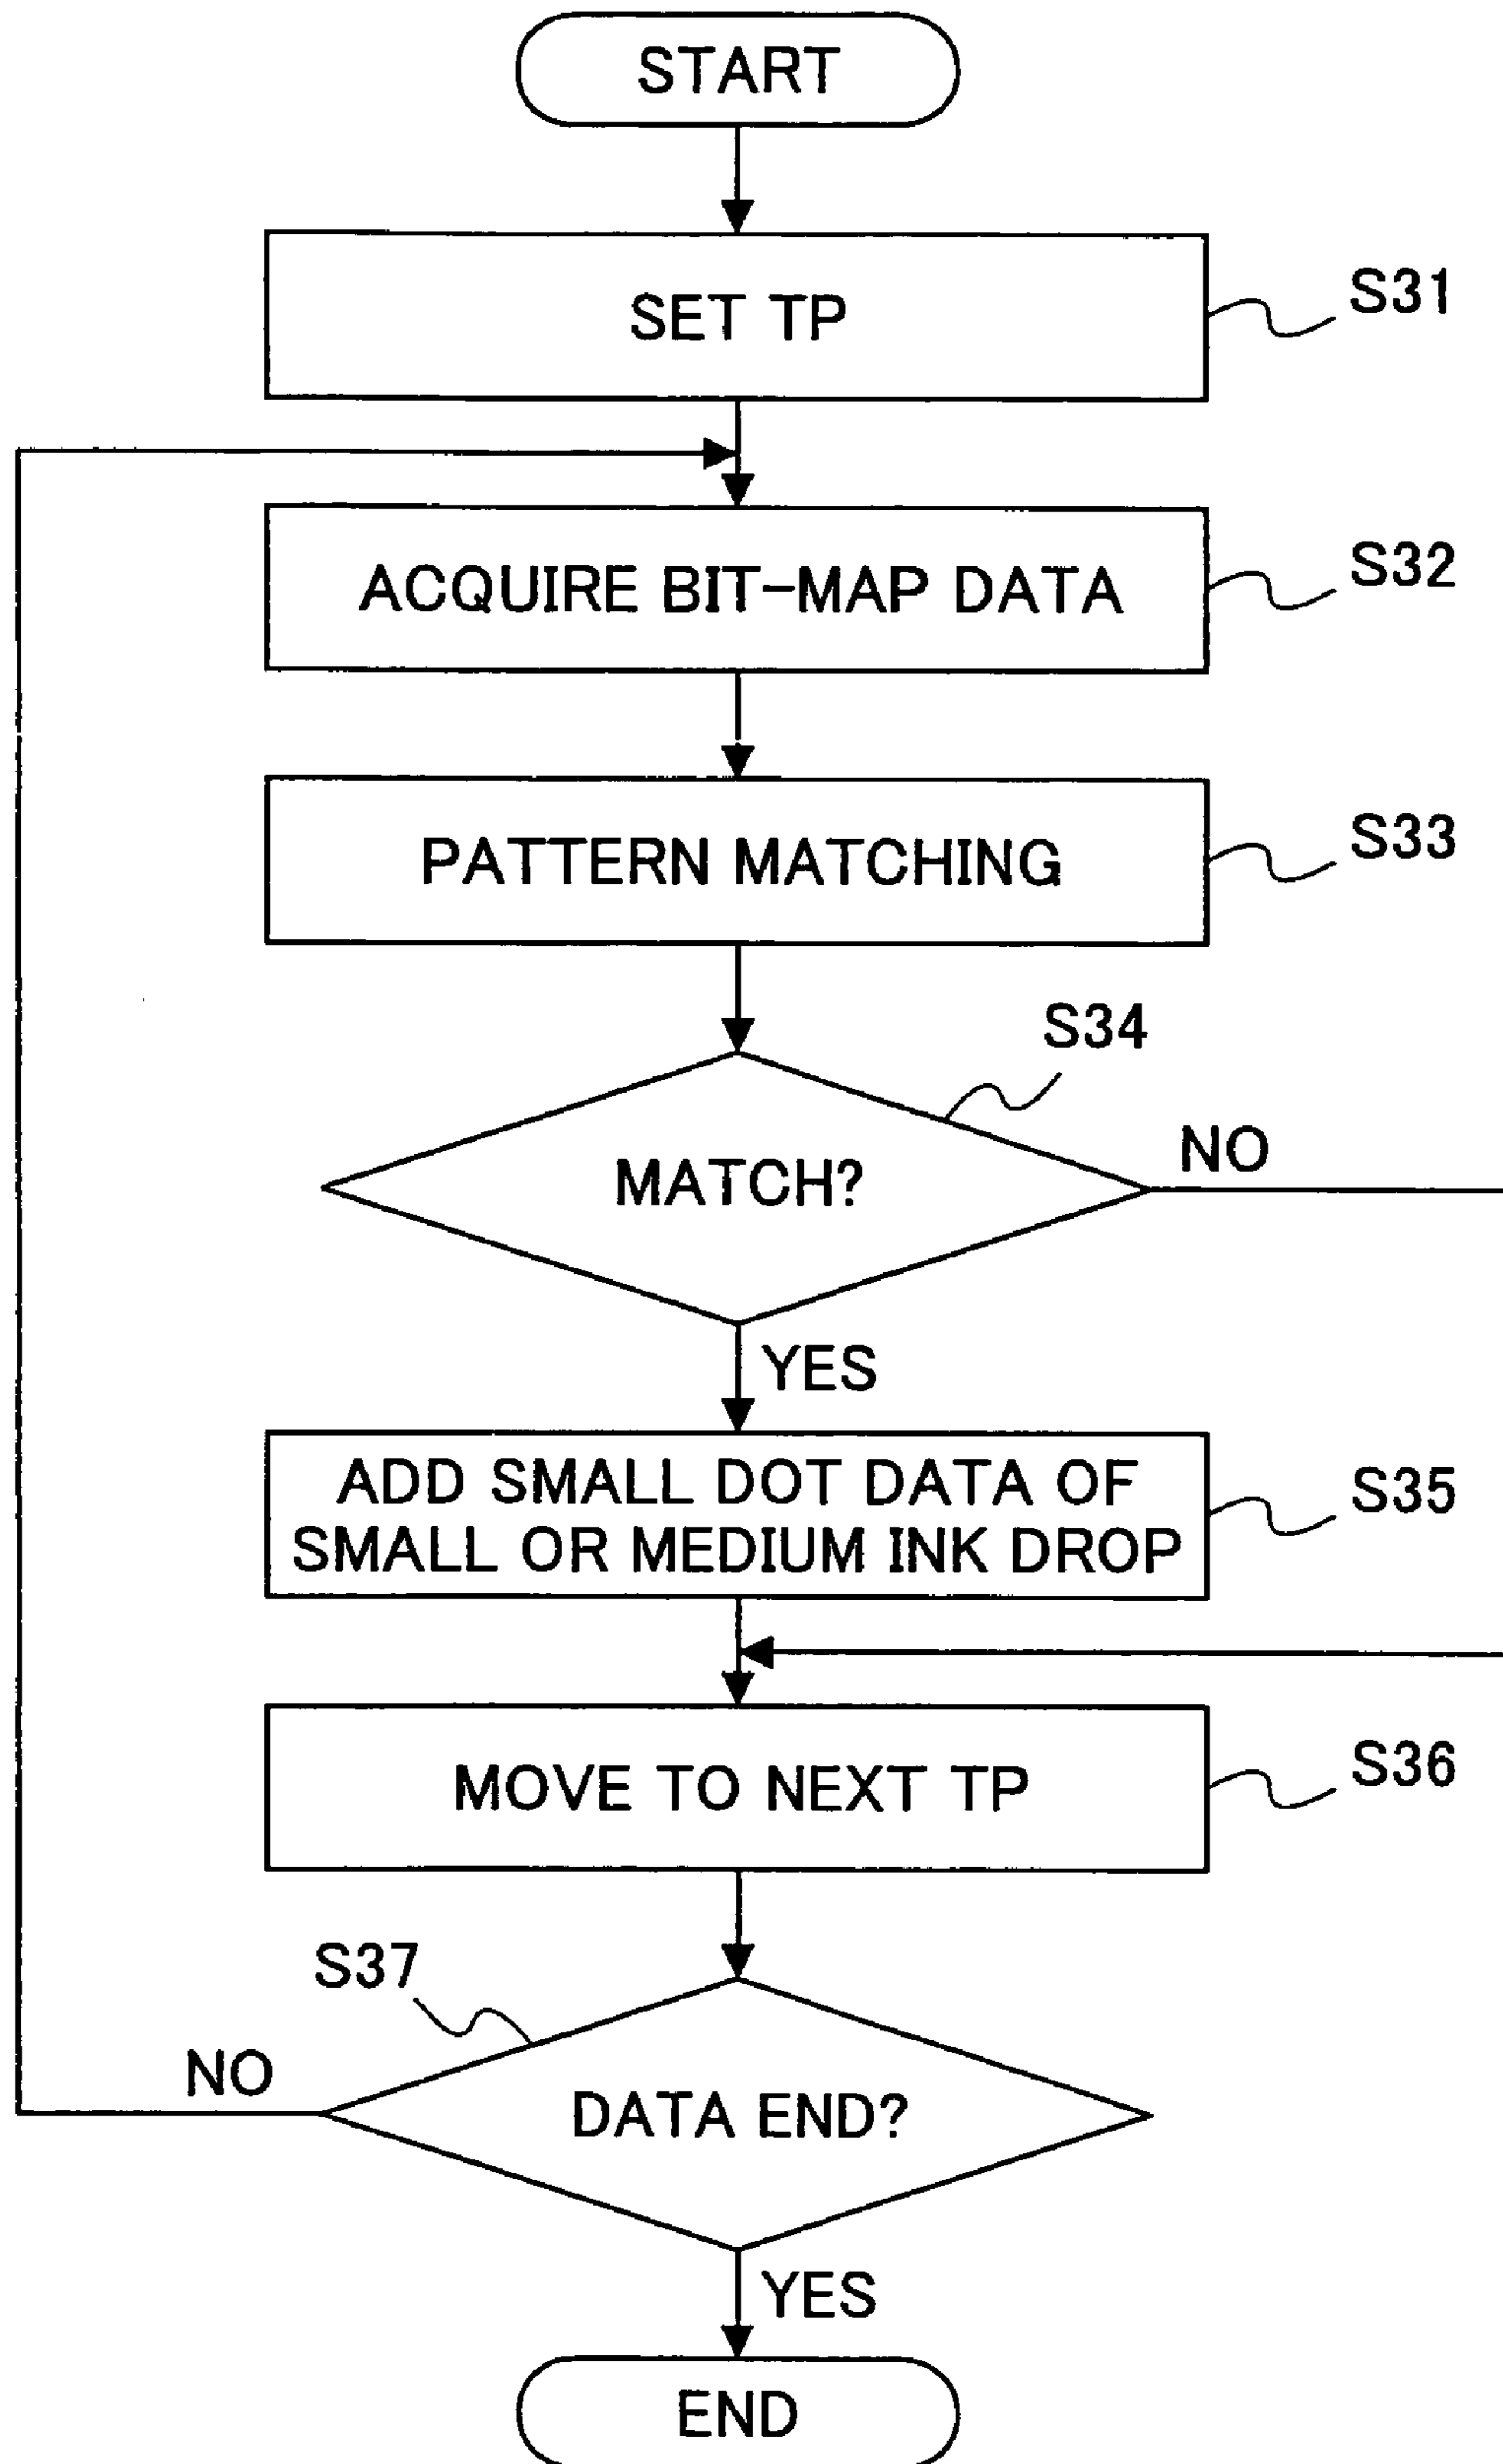 START
SET TP
S31
ACQUIRE BIT-MAP DATA
S32
PATTERN MATCHING
S33
S34
MATCH?
NO
YES
ADD SMALL DOT DATA OF
SMALL OR MEDIUM INK DROP
S35
MOVE TO NEXT TP
S36
S37
NO
DATA END?
YES
END